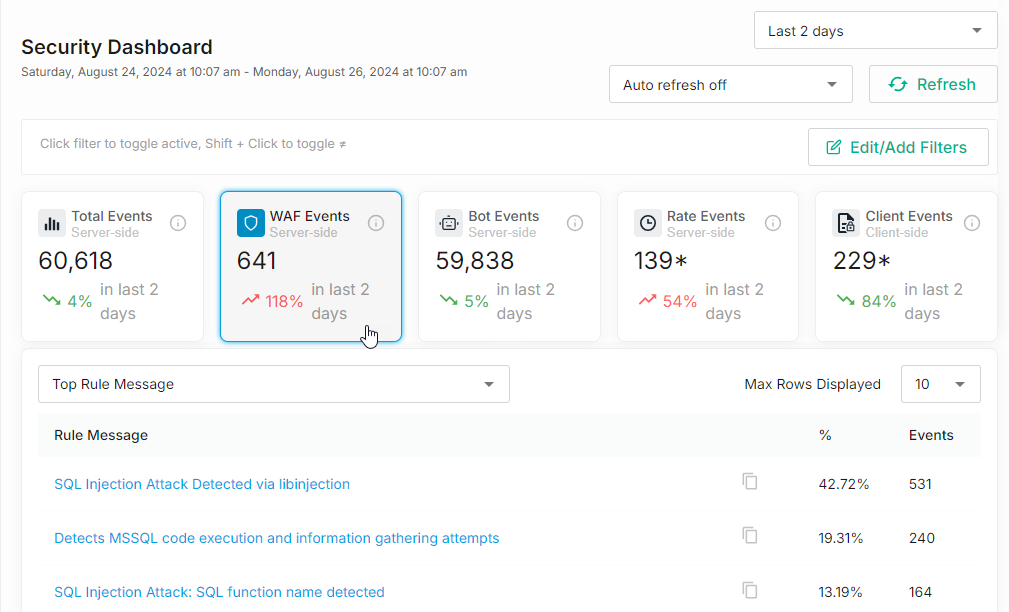 Last 2 days
Security Dashboard
Saturday, August 24, 2024 at 10:07 am - Monday, August 26, 2024 at 10:07 am
Auto refresh off
Refresh
Click filter to toggle active, Shift + Click to toggle ≠
Edit/Add Filters
Total Events
Server-side
60,618
4% in last 2 days
WAF Events
Server-side
641
118% in last 2 days
Bot Events
Server-side
59,838
5% in last 2 days
Rate Events
Server-side
139*
54% in last 2 days
Client Events
Client-side
229*
84% in last 2 days
Top Rule Message
Max Rows Displayed 10
Rule Message % Events
SQL Injection Attack Detected via libinjection 42.72% 531
Detects MSSQL code execution and information gathering attempts 19.31% 240
SQL Injection Attack: SQL function name detected 13.19% 164